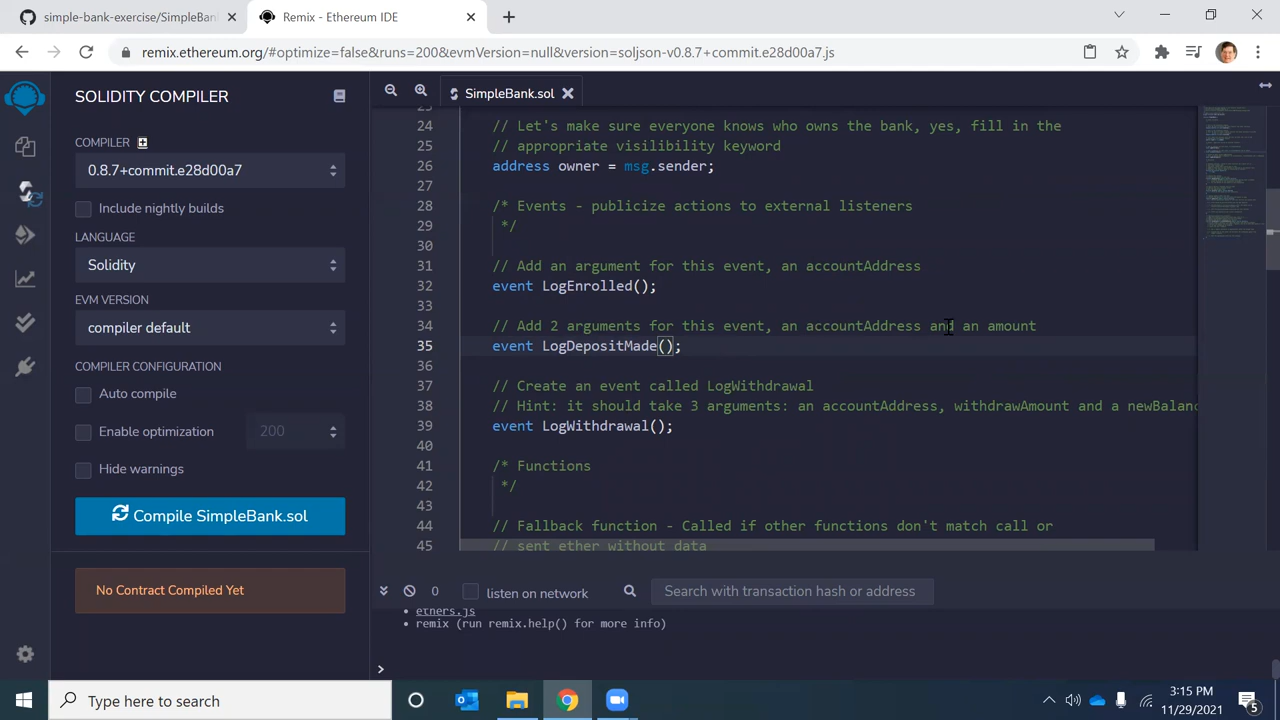 simple-bank-exercise/SimpleBan
Remix - Ethereum IDE
remix.ethereum.org/#optimize=false&runs=200&evmVersion=null&version=soljson-v0.8.7+commit.e28d00a7.js
SOLIDITY COMPILER
COMPILER
0.8.7+commit.e28d00a7
Include nightly builds
LANGUAGE
Solidity
EVM VERSION
compiler default
COMPILER CONFIGURATION
Auto compile
Enable optimization
200
Hide warnings
Compile SimpleBank.sol
No Contract Compiled Yet
SimpleBank.sol
24 // Let's make sure everyone knows who owns the bank, yes, fill in the
25 // appropriate visilibility keyword
26 address owner = msg.sender;
27
28 /* Events - publicize actions to external listeners
29 */
30
31 // Add an argument for this event, an accountAddress
32 event LogEnrolled();
33
34 // Add 2 arguments for this event, an accountAddress and an amount
35 event LogDepositMade();
36
37 // Create an event called LogWithdrawal
38 // Hint: it should take 3 arguments: an accountAddress, withdrawAmount and a newBalanc
39 event LogWithdrawal();
40
41 /* Functions
42 */
43
44 // Fallback function - Called if other functions don't match call or
45 // sent ether without data
0
listen on network
Search with transaction hash or address
• ethers.js
• remix (run remix.help() for more info)
>
Type here to search
3:15 PM
11/29/2021
5